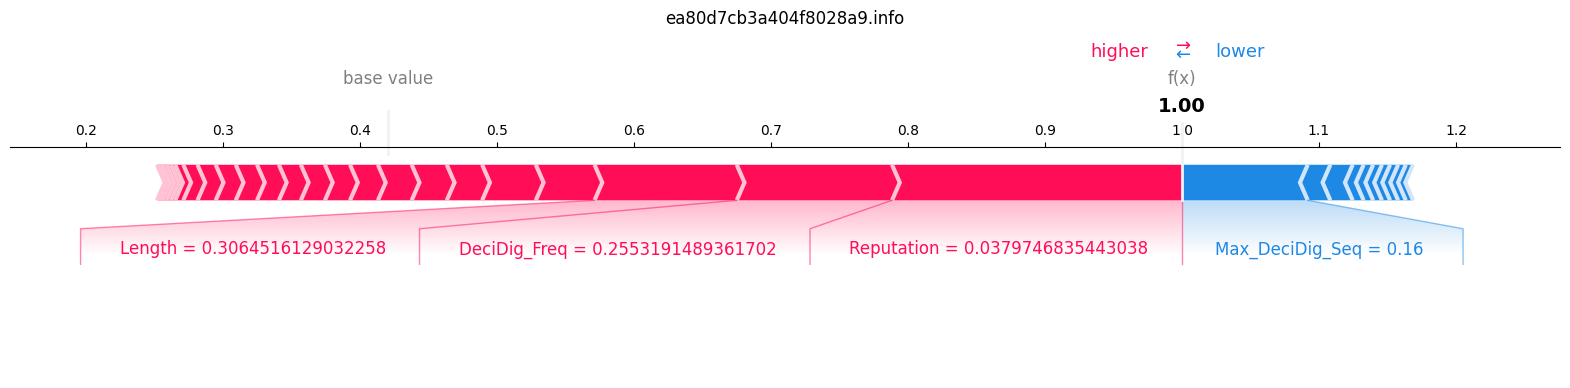 ea80d7cb3a404f8028a9.info
higher ⇄ lower
base value f(x)
1.00
0.2 0.3 0.4 0.5 0.6 0.7 0.8 0.9 1.0 1.1 1.2
Length = 0.3064516129032258 DeciDig_Freq = 0.2553191489361702 Reputation = 0.0379746835443038 Max_DeciDig_Seq = 0.16